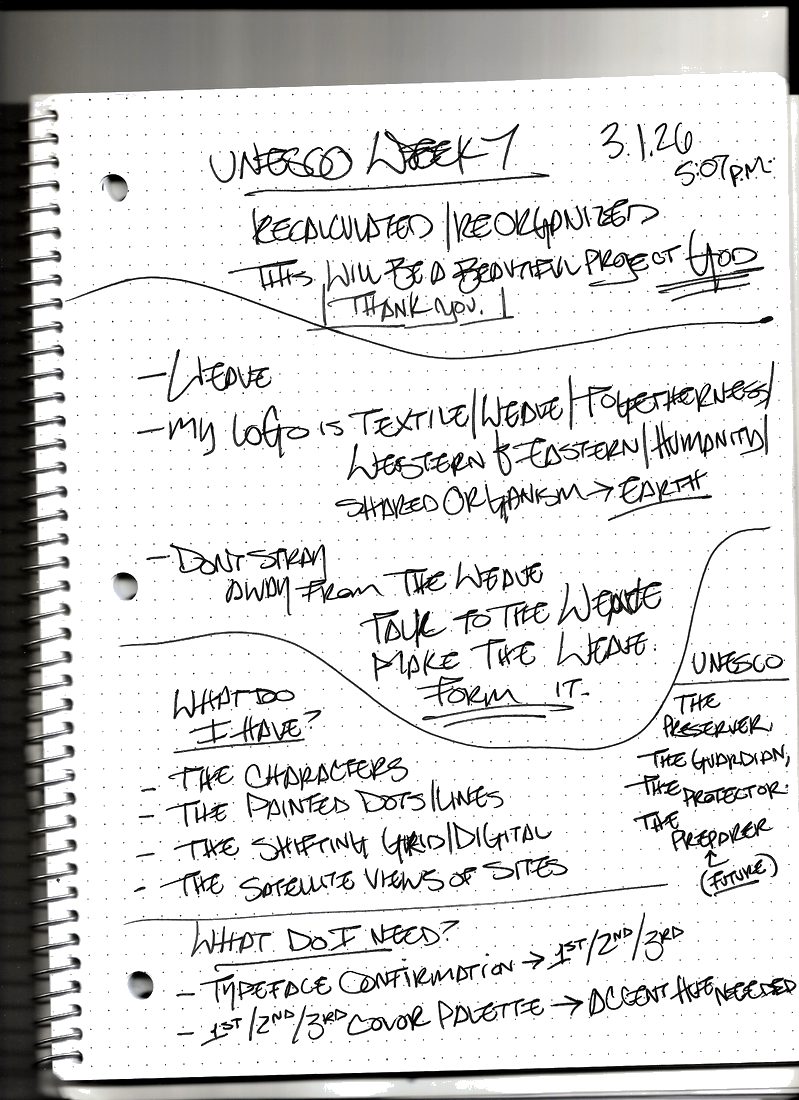 UNESCO WEEK 7
3.1.26
5:07 P.M.
RECALCULATED | REORGANIZED
THIS WILL BE A BEAUTIFUL PROJECT GOD
| THANK YOU. |
- WEAVE
- MY LOGO IS TEXTILE/WEAVE/TOGETHERNESS/
WESTERN & EASTERN/HUMANITY/
SHARED ORGANISM → EARTH
- DONT STRAY
AWAY FROM THE WEAVE
TALK TO THE WEAVE
MAKE THE WEAVE
FORM IT.
WHAT DO
I HAVE?
- THE CHARACTERS
- THE PAINTED DOTS/LINES
- THE SHIFTING GRID/DIGITAL
- THE SATELLITE VIEWS OF SITES
UNESCO
THE
PRESERVER,
THE GUARDIAN,
THE PROTECTOR.
THE
PREPARER
↑
(FUTURE)
WHAT DO I NEED?
- TYPEFACE CONFIRMATION → 1ST/2ND/3RD
- 1ST/2ND/3RD COLOR PALETTE → ACCENT HUE NEEDED